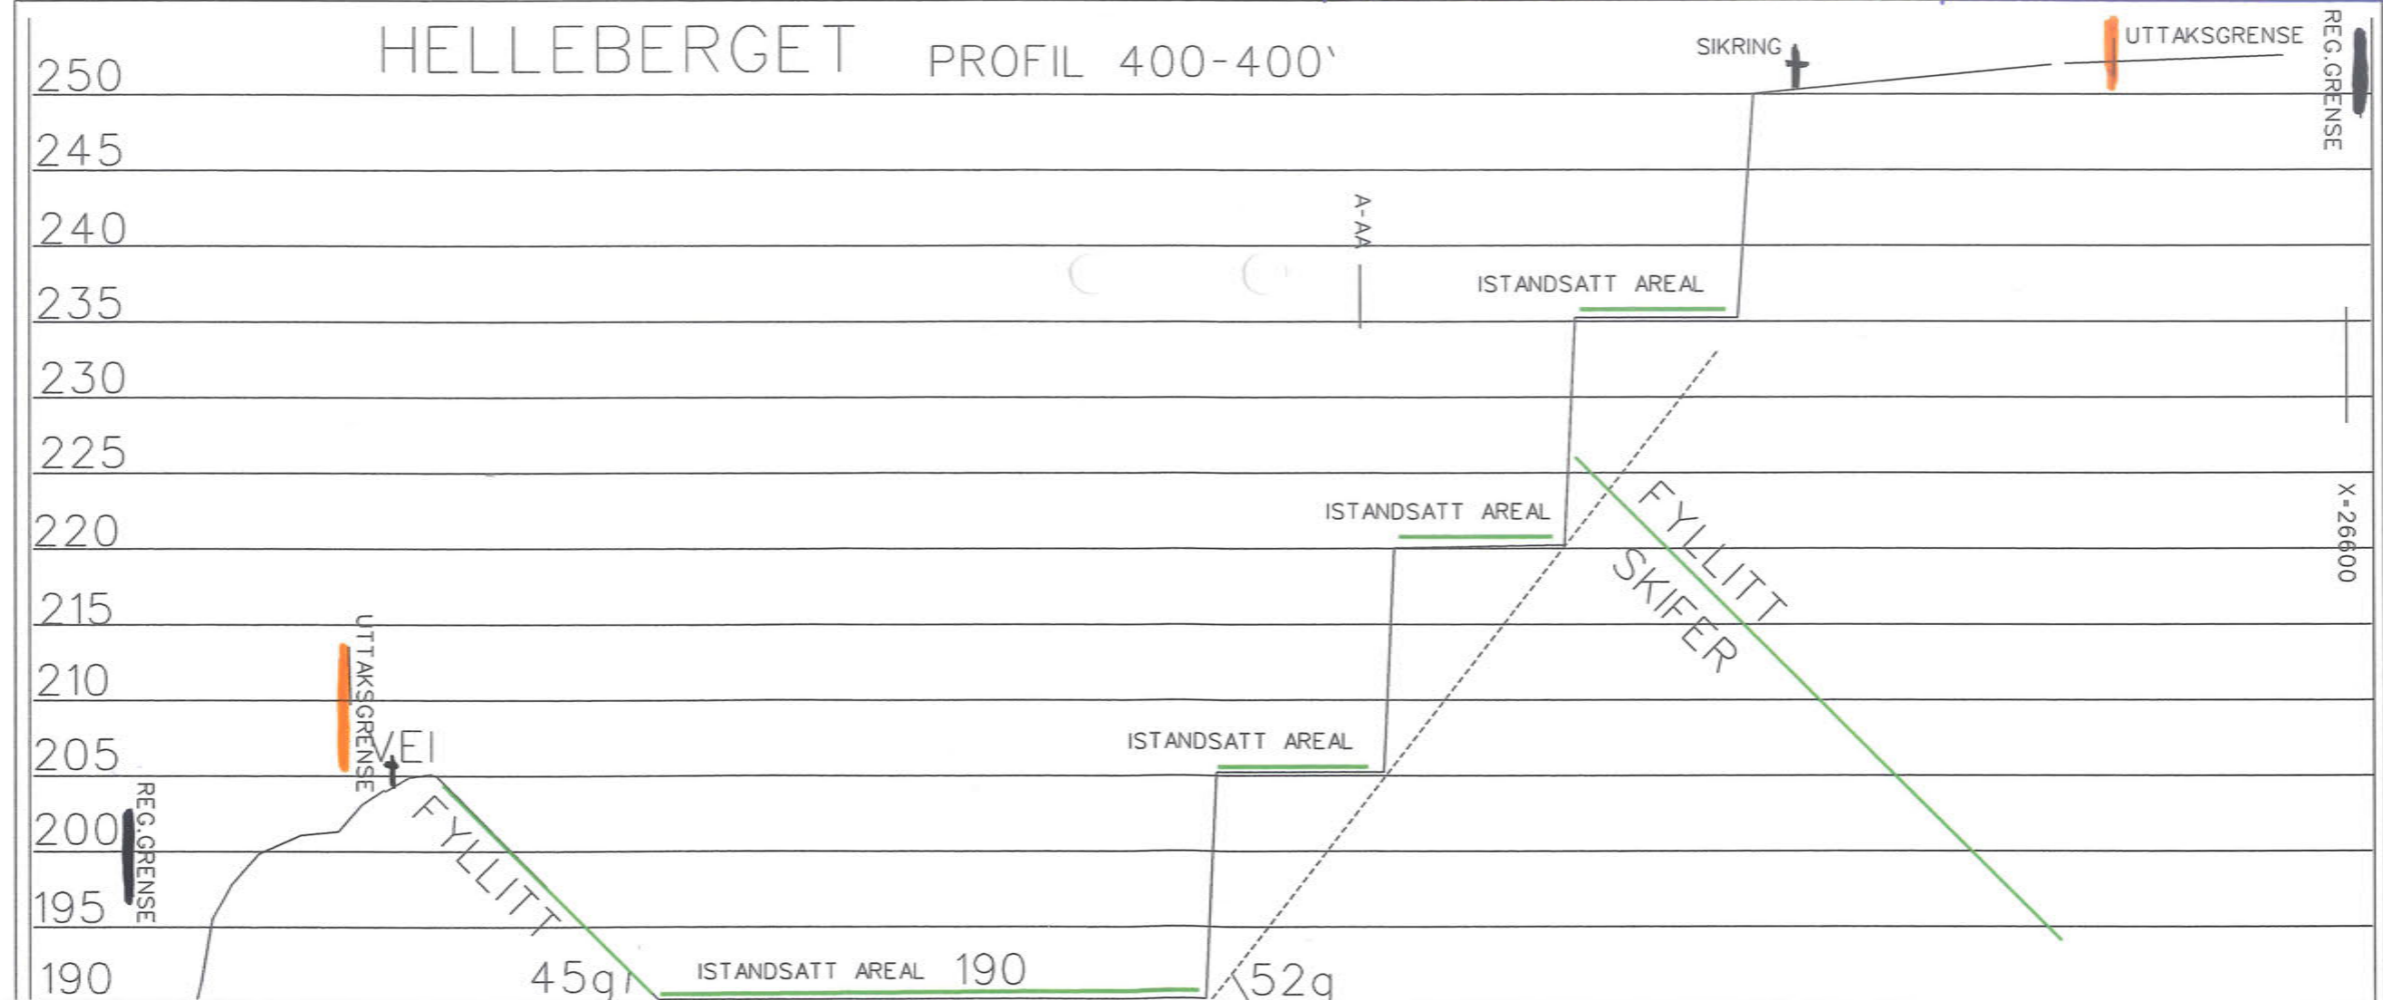 HELLEBERGET PROFIL 400-400‵
SIKRING
UTTAKSGRENSE
REG.GRENSE
250
245
240
A-AA
ISTANDSATT AREAL
235
230
225
FYLLITT
SKIFER
X=26600
ISTANDSATT AREAL
220
215
UTTAKSGRENSE
210
VEI
ISTANDSATT AREAL
205
REG.GRENSE
200
FYLLITT
195
190
45g
ISTANDSATT AREAL 190
52g